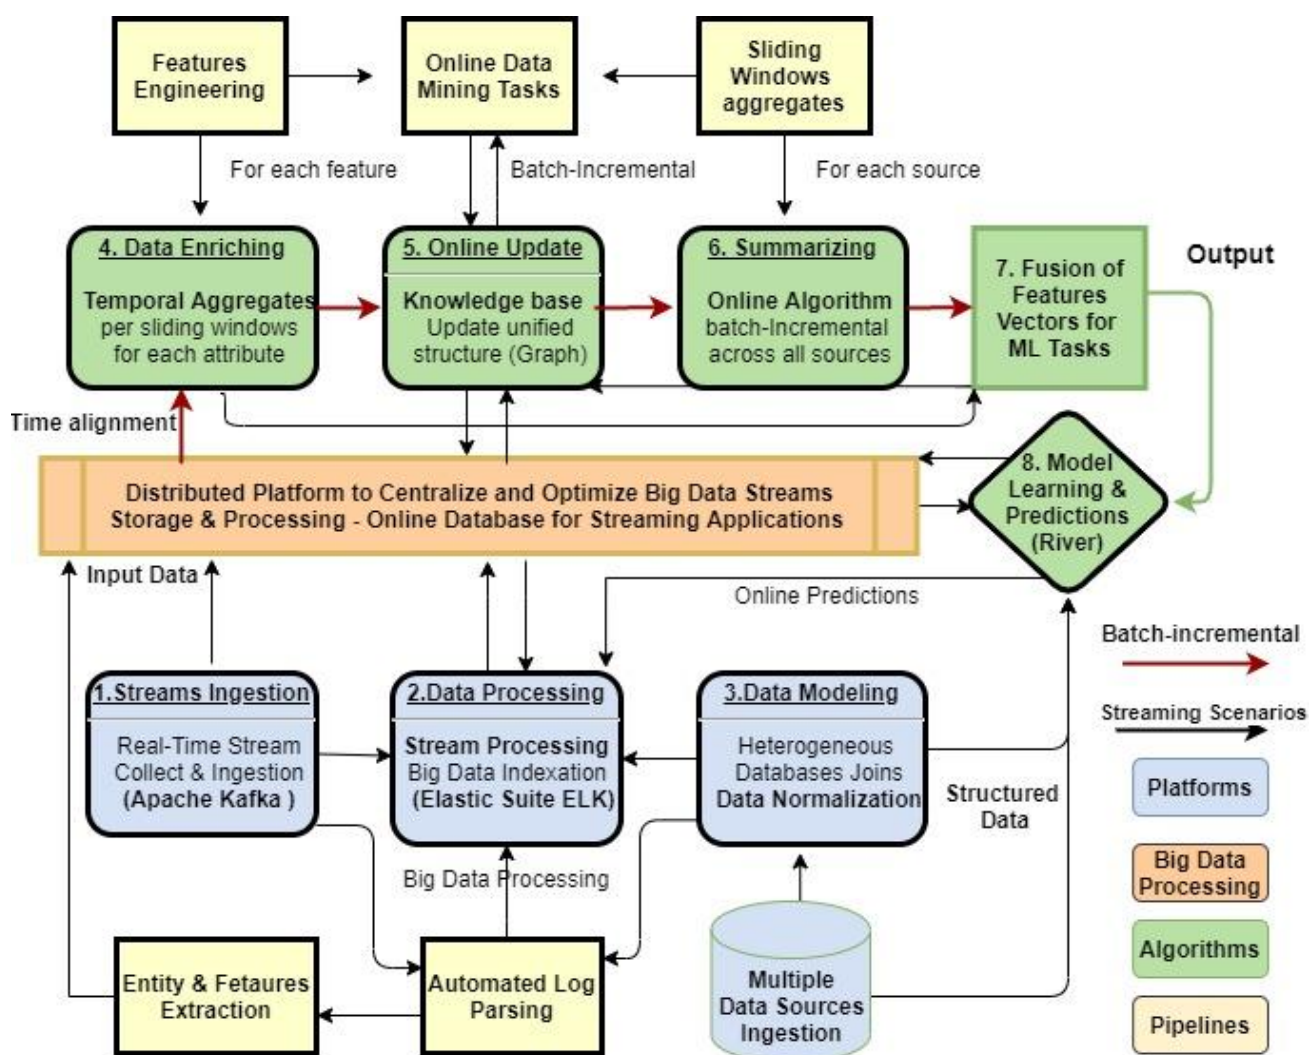 Features
Engineering
Online Data
Mining Tasks
Sliding
Windows
aggregates
For each feature
Batch-Incremental
For each source
4. Data Enriching
Temporal Aggregates
per sliding windows
for each attribute
5. Online Update
Knowledge base
Update unified
structure (Graph)
6. Summarizing
Online Algorithm
batch-Incremental
across all sources
7. Fusion of
Features
Vectors for
ML Tasks
Output
Time alignment
Distributed Platform to Centralize and Optimize Big Data Streams
Storage & Processing - Online Database for Streaming Applications
8. Model
Learning &
Predictions
(River)
Input Data
Online Predictions
1.Streams Ingestion
Real-Time Stream
Collect & Ingestion
(Apache Kafka )
2.Data Processing
Stream Processing
Big Data Indexation
(Elastic Suite ELK)
3.Data Modeling
Heterogeneous
Databases Joins
Data Normalization
Structured
Data
Big Data Processing
Entity & Fetaures
Extraction
Automated Log
Parsing
Multiple
Data Sources
Ingestion
Batch-incremental
Streaming Scenarios
Platforms
Big Data
Processing
Algorithms
Pipelines